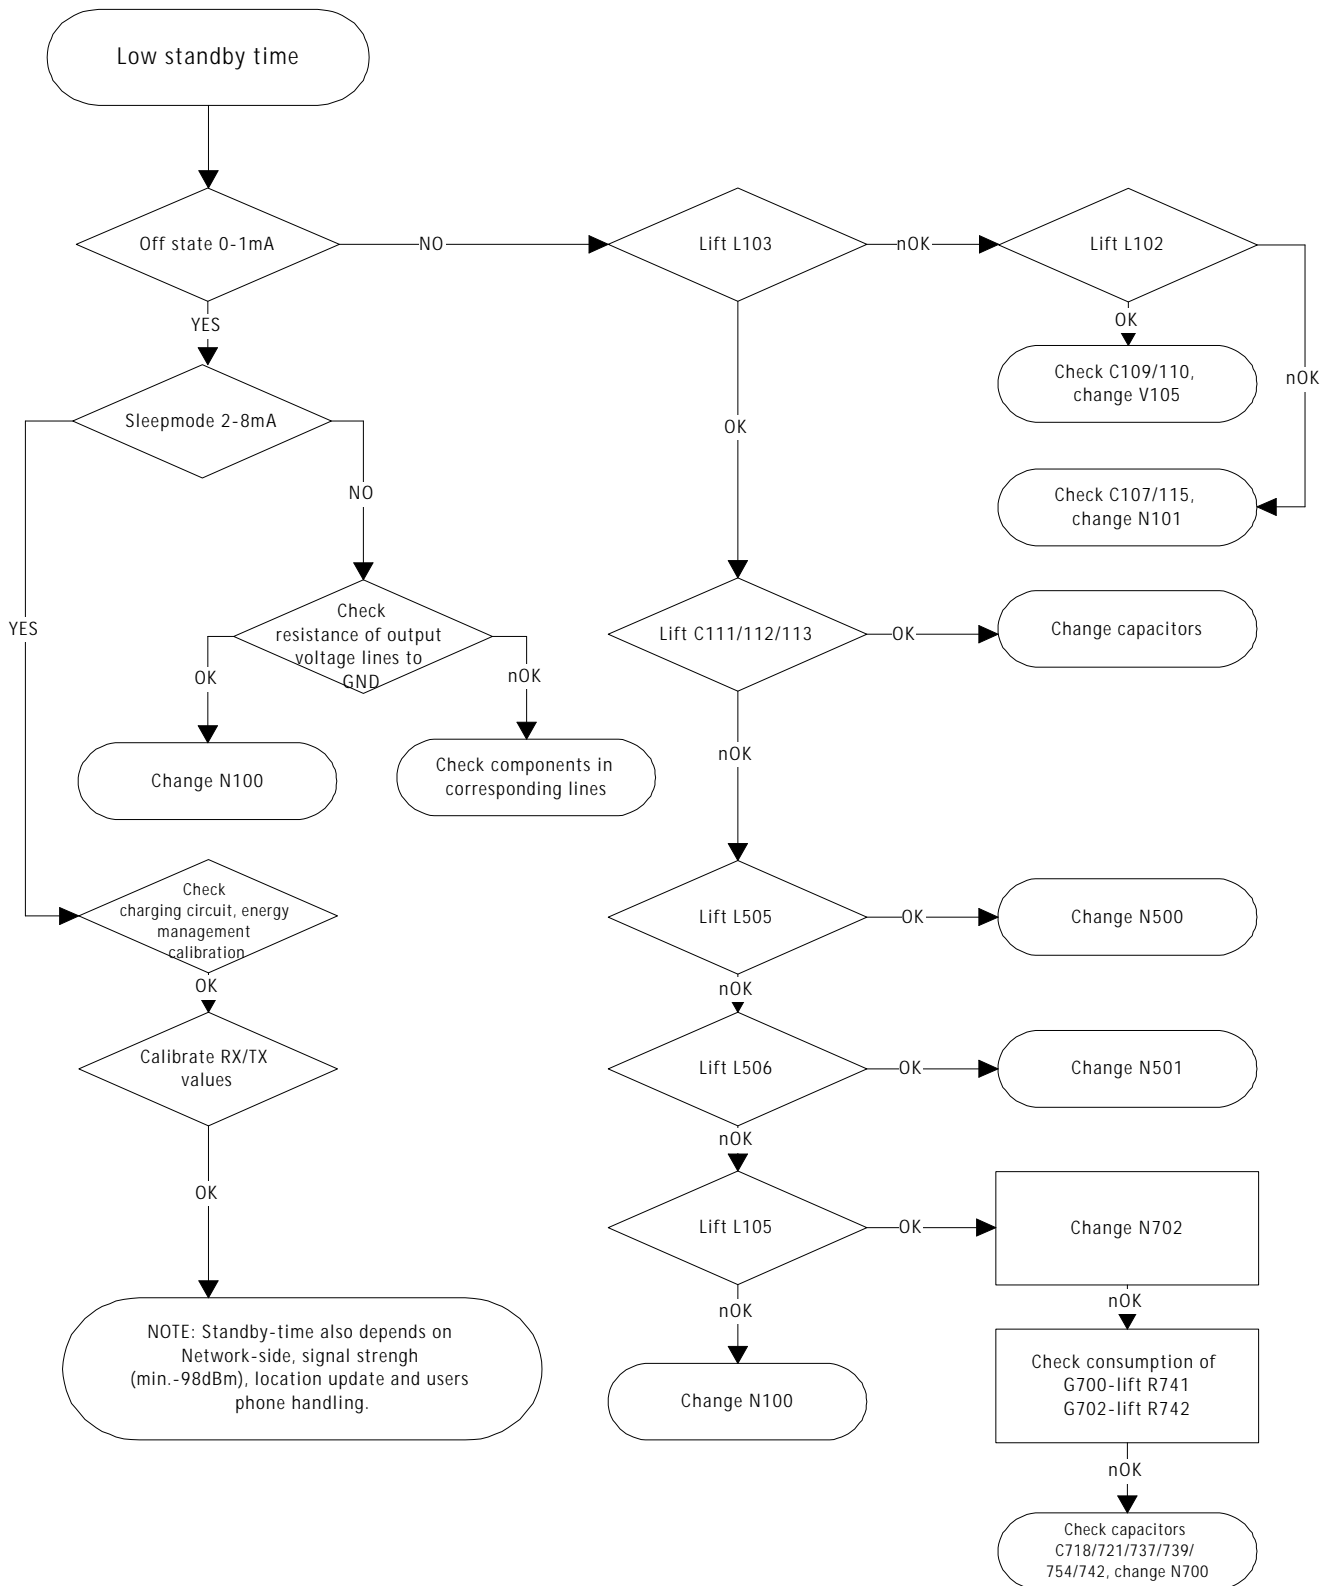 Low standby time
Off state 0-1mA
NO
Lift L103
nOK
Lift L102
YES
OK
Check C109/110,
change V105
nOK
Sleepmode 2-8mA
OK
NO
Check C107/115,
change N101
YES
Check
resistance of output
voltage lines to
GND
Lift C111/112/113
OK
Change capacitors
OK
nOK
nOK
Change N100
Check components in
corresponding lines
Check
charging circuit, energy
management
calibration
Lift L505
OK
Change N500
OK
nOK
Calibrate RX/TX
values
Lift L506
OK
Change N501
nOK
OK
Lift L105
OK
Change N702
nOK
nOK
NOTE: Standby-time also depends on
Network-side, signal strengh
(min.-98dBm), location update and users
phone handling.
Check consumption of
G700-lift R741
G702-lift R742
Change N100
nOK
Check capacitors
C718/721/737/739/
754/742, change N700